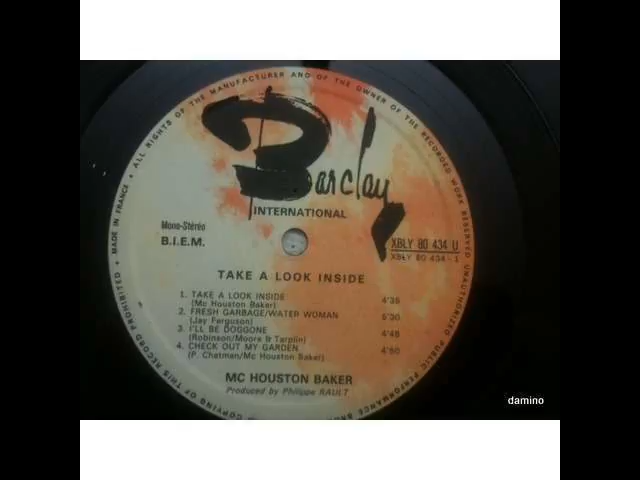 ALL RIGHTS OF THE MANUFACTURER AND OF THE OWNER OF THE RECORDED WORK RESERVED UNAUTHORIZED PUBLIC PERFORMANCE
COPYING OF THIS RECORD PROHIBITED • MADE IN FRANCE •
Barclay
INTERNATIONAL
Mono-Stéréo
B.I.E.M.
XBLY 80 434 U
XBLY 80 434 - 1
TAKE A LOOK INSIDE
1. TAKE A LOOK INSIDE 4'35
(Mc Houston Baker)
2. FRESH GARBAGE/WATER WOMAN 5'30
(Jay Ferguson)
3. I'LL BE DOGGONE 4'48
(Robinson/Moore & Tarplin)
4. CHECK OUT MY GARDEN 4'50
(P. Chatman/Mc Houston Baker)
MC HOUSTON BAKER
Produced by Philippe RAULT
damino